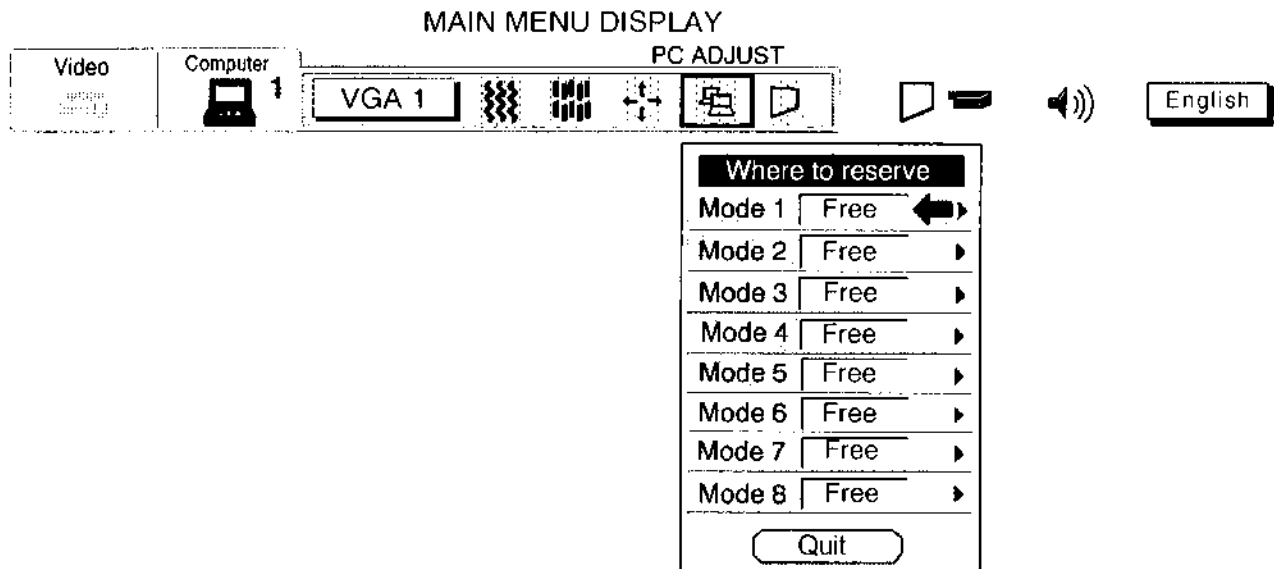 MAIN MENU DISPLAY
PC ADJUST
Video
Computer
1
VGA 1
English
Where to reserve
Mode 1 Free
Mode 2 Free
Mode 3 Free
Mode 4 Free
Mode 5 Free
Mode 6 Free
Mode 7 Free
Mode 8 Free
Quit